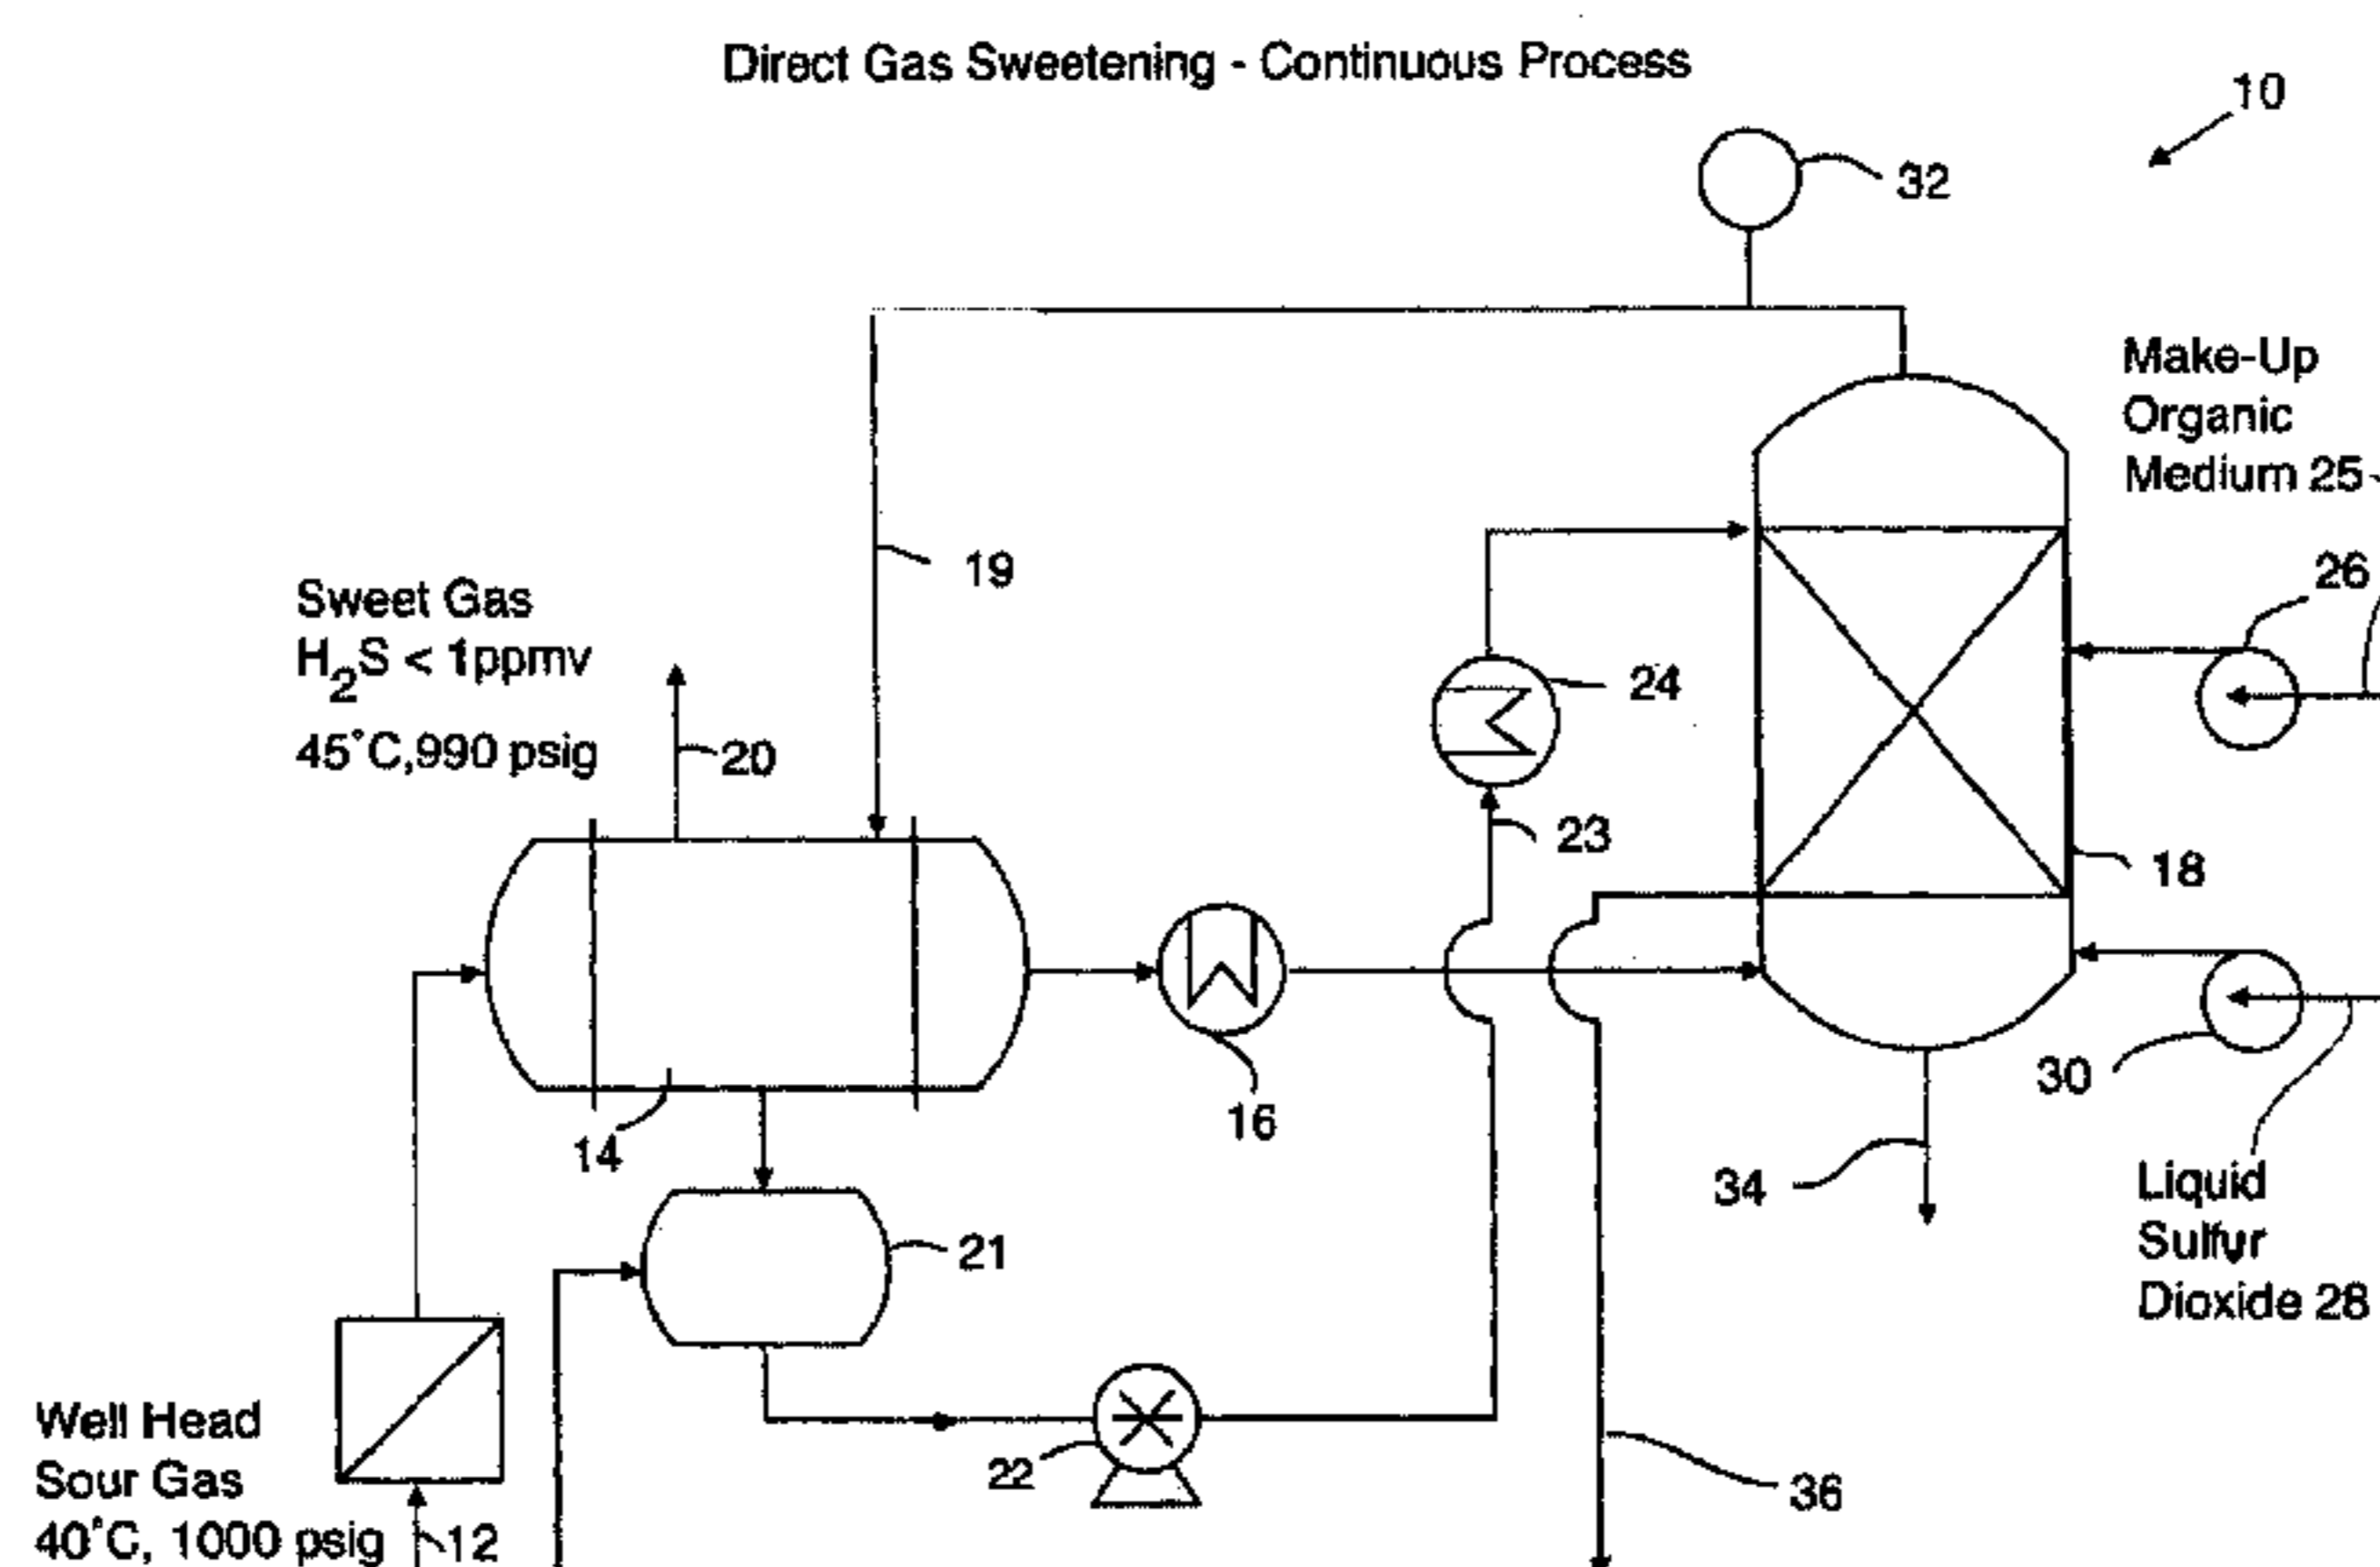 Direct Gas Sweetening - Continuous Process
10
32
Make-Up
Organic
Medium 25
19
26
Sweet Gas
H2S < 1ppmv
45°C,990 psig
20
24
23
18
16
14
30
34
21
Liquid
Sulfur
Dioxide 28
Well Head
Sour Gas
40°C, 1000 psig
12
22
36